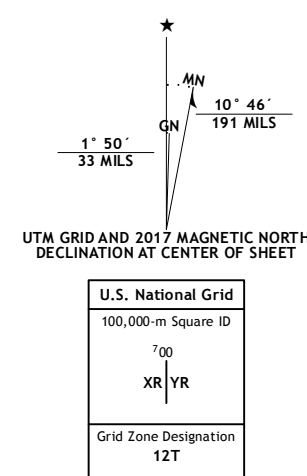 ★
MN
GN
10° 46´
191 MILS
1° 50´
33 MILS
UTM GRID AND 2017 MAGNETIC NORTH
DECLINATION AT CENTER OF SHEET
U.S. National Grid
100,000-m Square ID
⁷00
XR YR
Grid Zone Designation
12T